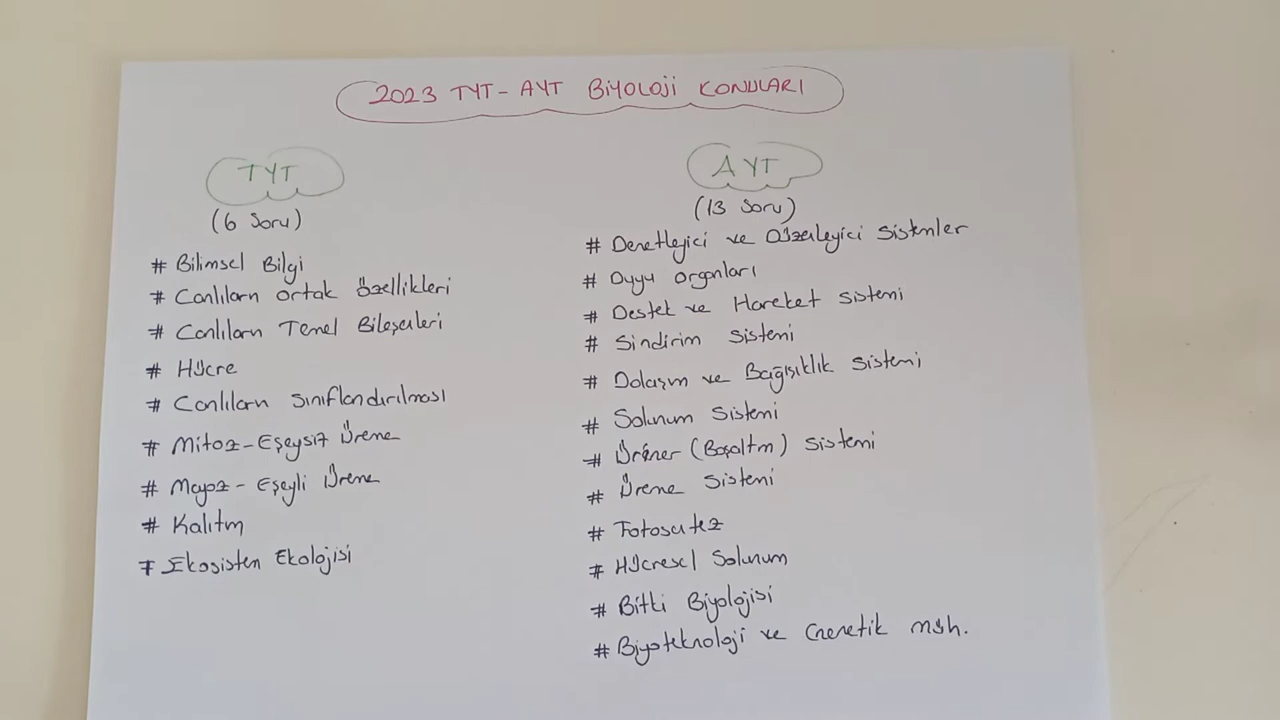 2023 TYT - AYT BİYOLOJİ KONULARI
TYT
(6 Soru)
# Bilimsel Bilgi
# Canlıların Ortak Özellikleri
# Canlıların Temel Bileşenleri
# Hücre
# Canlıların Sınıflandırılması
# Mitoz - Eşeysiz Üreme
# Mayoz - Eşeyli Üreme
# Kalıtım
# Ekosistem Ekolojisi
AYT
(13 Soru)
# Denetleyici ve Düzenleyici Sistemler
# Duyu Organları
# Destek ve Hareket Sistemi
# Sindirim Sistemi
# Dolaşım ve Bağışıklık Sistemi
# Solunum Sistemi
# Üriner (Boşaltım) Sistemi
# Üreme Sistemi
# Fotosentez
# Hücresel Solunum
# Bitki Biyolojisi
# Biyoteknoloji ve Genetik müh.